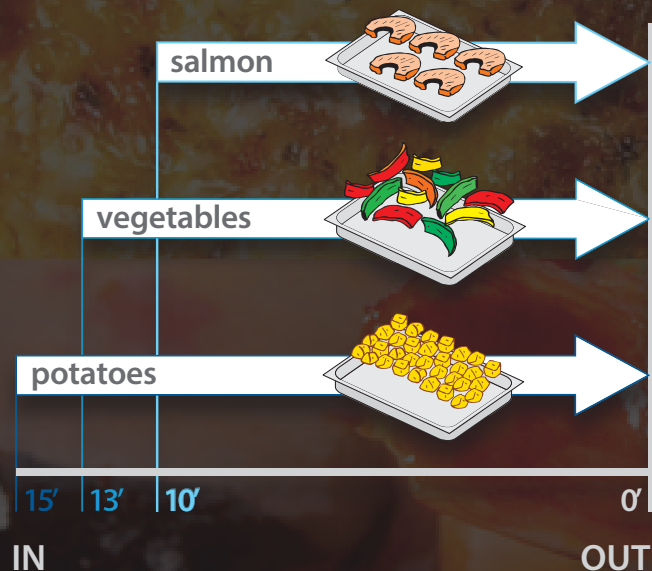 salmon
vegetables
potatoes
15′ 13′ 10′ 0′
IN OUT